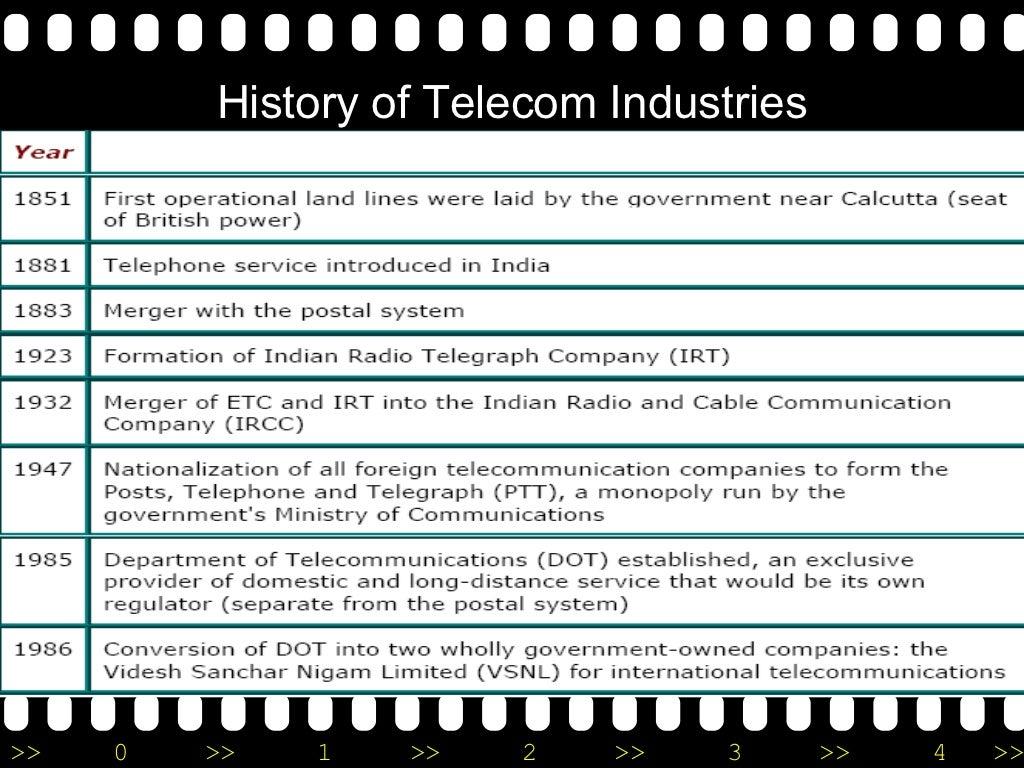 History of Telecom Industries
Year
1851 First operational land lines were laid by the government near Calcutta (seat
of British power)
1881 Telephone service introduced in India
1883 Merger with the postal system
1923 Formation of Indian Radio Telegraph Company (IRT)
1932 Merger of ETC and IRT into the Indian Radio and Cable Communication
Company (IRCC)
1947 Nationalization of all foreign telecommunication companies to form the
Posts, Telephone and Telegraph (PTT), a monopoly run by the
government's Ministry of Communications
1985 Department of Telecommunications (DOT) established, an exclusive
provider of domestic and long-distance service that would be its own
regulator (separate from the postal system)
1986 Conversion of DOT into two wholly government-owned companies: the
Videsh Sanchar Nigam Limited (VSNL) for international telecommunications
>> 0 >> 1 >> 2 >> 3 >> 4 >>